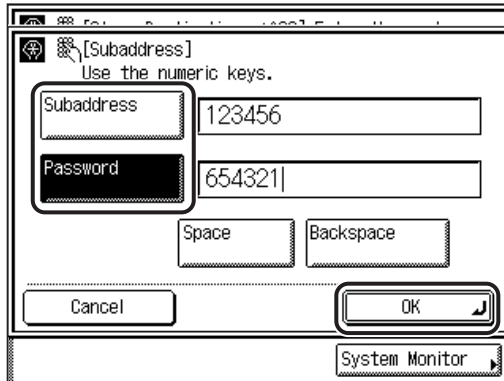 [Subaddress]
Use the numeric keys.
Subaddress
123456
Password
654321
Space
Backspace
Cancel
OK
System Monitor